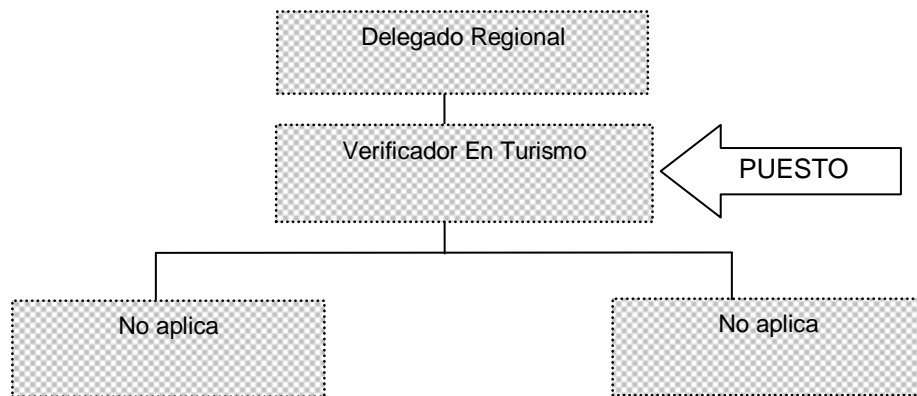 Delegado Regional
Verificador En Turismo
PUESTO
No aplica
No aplica